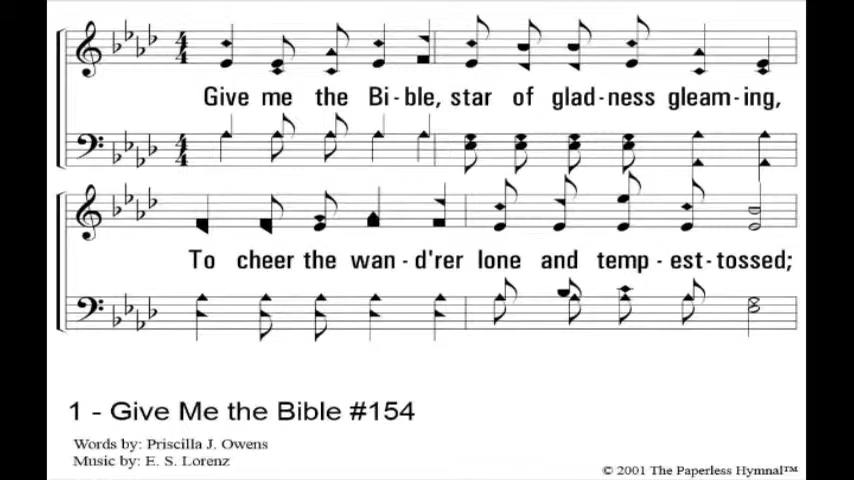 Give me the Bi-ble, star of glad-ness gleam-ing,
To cheer the wan-d'rer lone and temp-est-tossed;
1 - Give Me the Bible #154
Words by: Priscilla J. Owens
Music by: E. S. Lorenz
© 2001 The Paperless Hymnal™